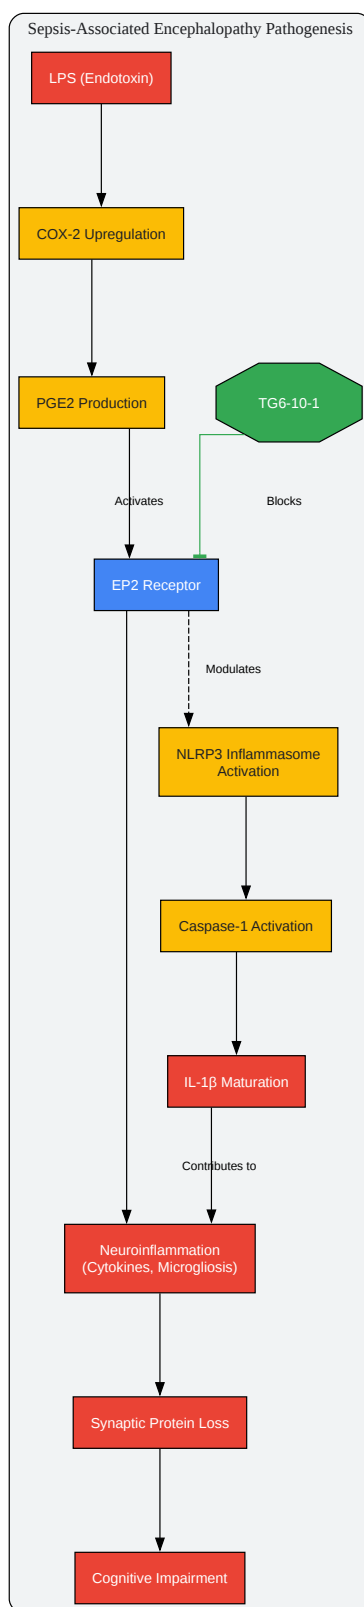 Sepsis-Associated Encephalopathy Pathogenesis
LPS (Endotoxin)
COX-2 Upregulation
PGE2 Production
TG6-10-1
Activates
Blocks
EP2 Receptor
Modulates
NLRP3 Inflammasome
Activation
Caspase-1 Activation
IL-1β Maturation
Contributes to
Neuroinflammation
(Cytokines, Microgliosis)
Synaptic Protein Loss
Cognitive Impairment